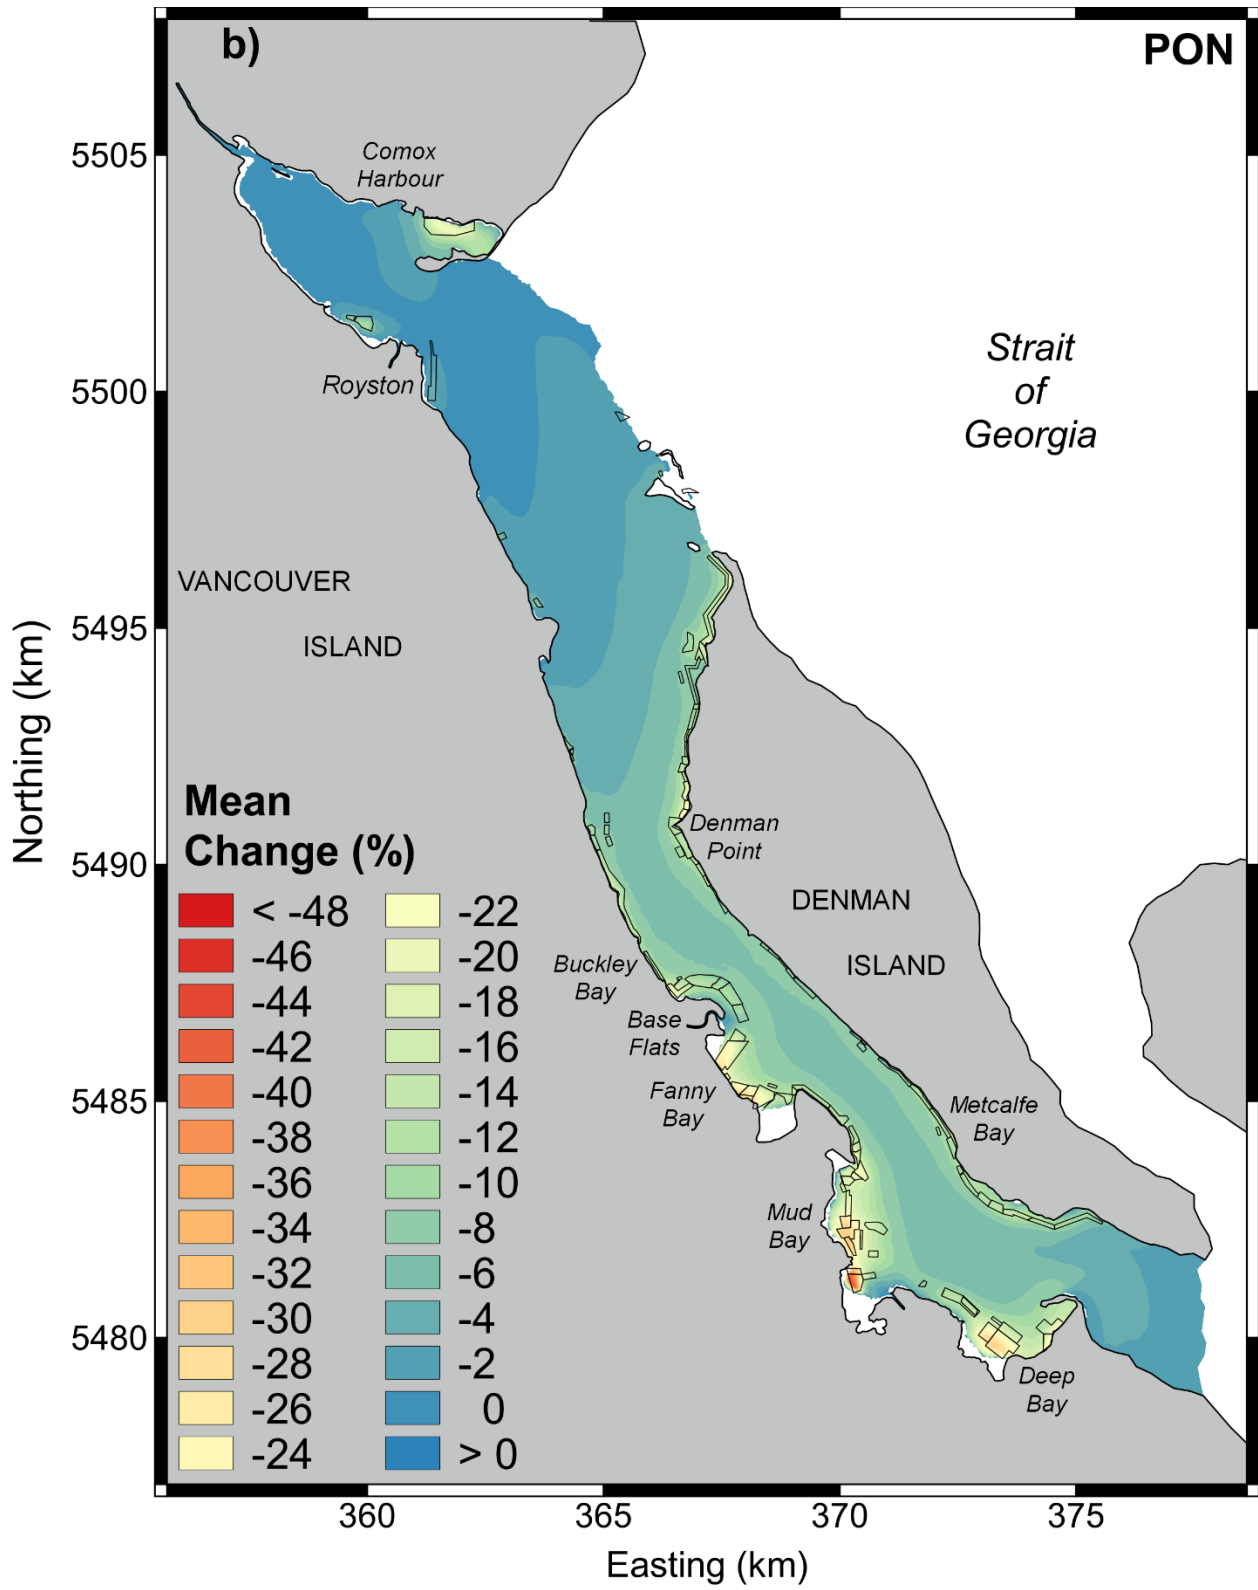 b)
PON
Comox
Harbour
5505
Strait
of
Georgia
Royston
5500
VANCOUVER
ISLAND
5495
Northing (km)
Mean
Change (%)
Denman
Point
5490
DENMAN
ISLAND
< -48
-22
-46
-20
-44
-18
-42
-16
-40
-14
-38
-12
-36
-10
-34
-8
-32
-6
-30
-4
-28
-2
-26
0
-24
> 0
Buckley
Bay
Base
Flats
Fanny
Bay
5485
Metcalfe
Bay
Mud
Bay
5480
Deep
Bay
360
365
370
375
Easting (km)